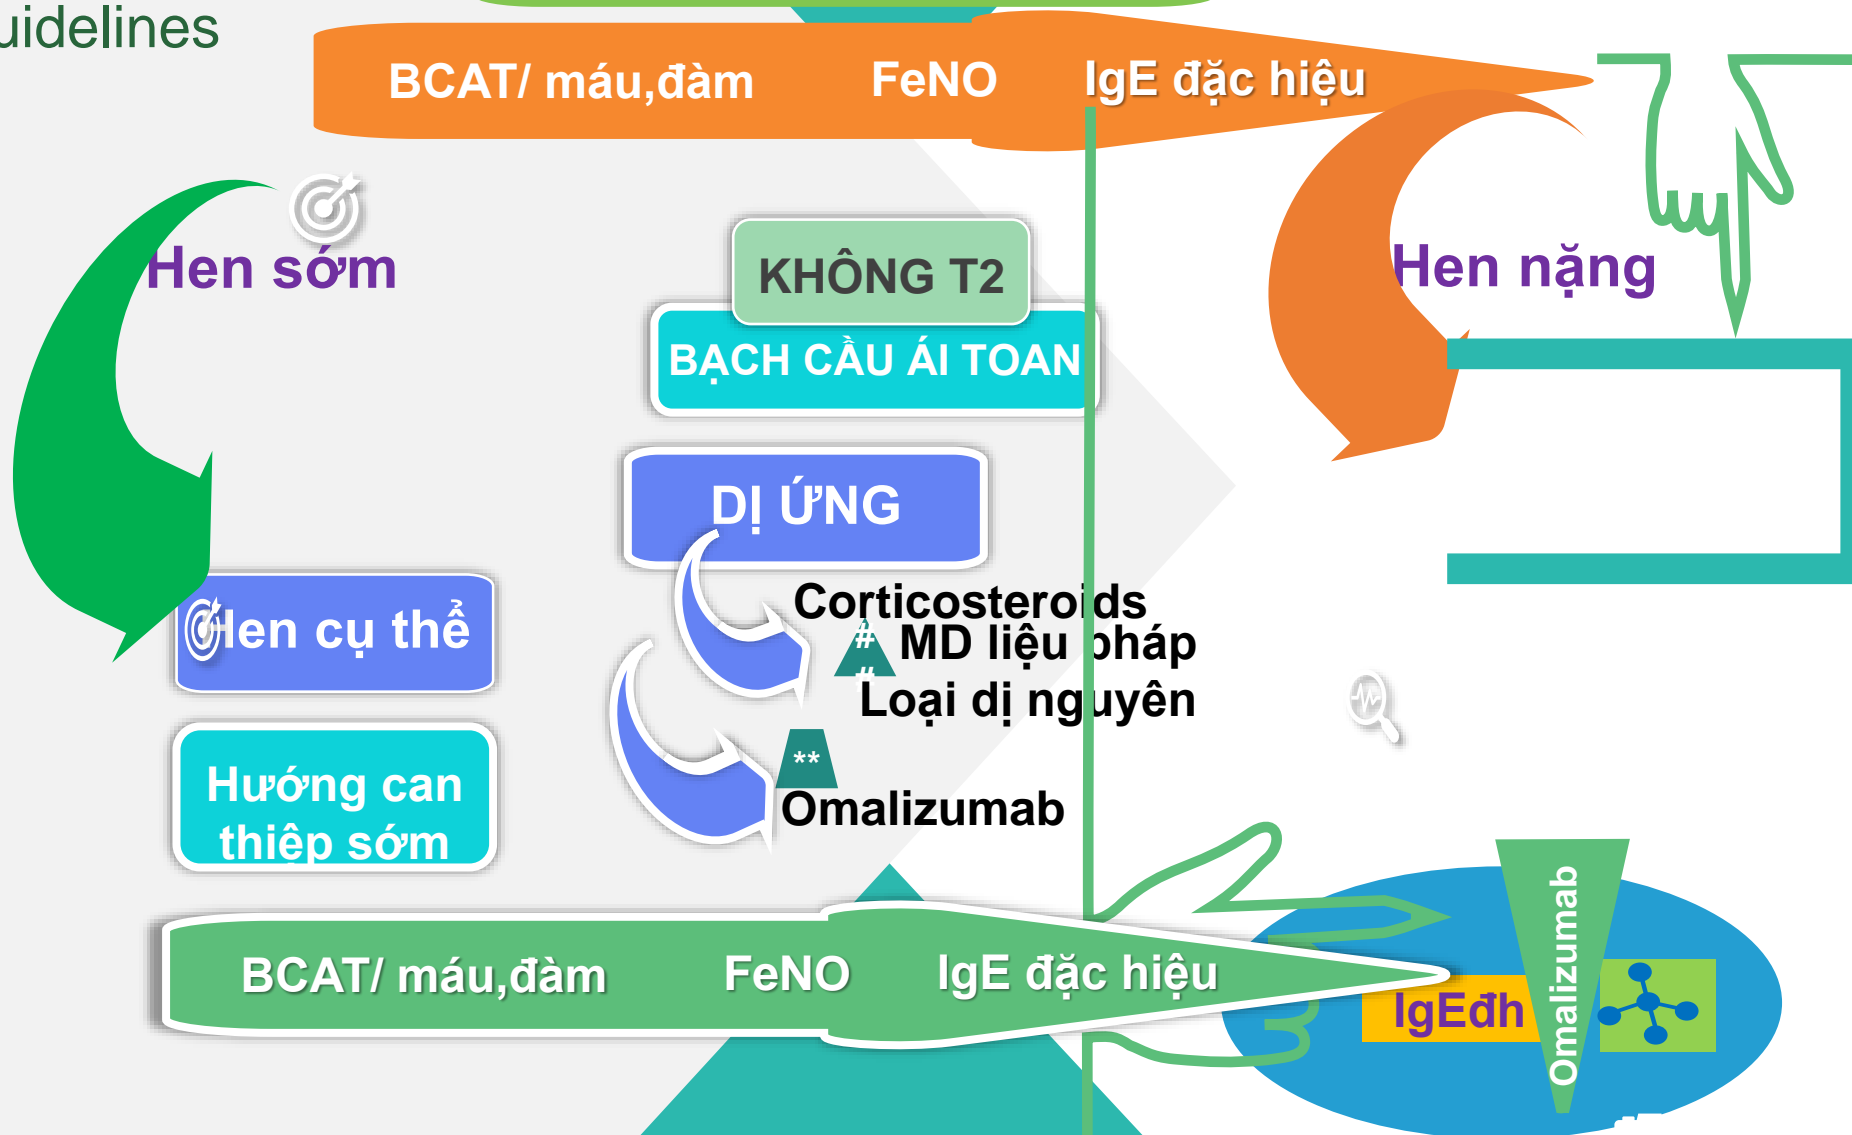 uidelines
BCAT/ máu,đàm FeNO IgE đặc hiệu
Hen sớm
KHÔNG T2
Hen nặng
BẠCH CẦU ÁI TOAN
DỊ ỨNG
Corticosteroids
# MD liệu pháp
#
Loại dị nguyên
Hen cụ thể
**
Omalizumab
Hướng can
thiệp sớm
BCAT/ máu,đàm FeNO IgE đặc hiệu
IgEđh
Omalizumab